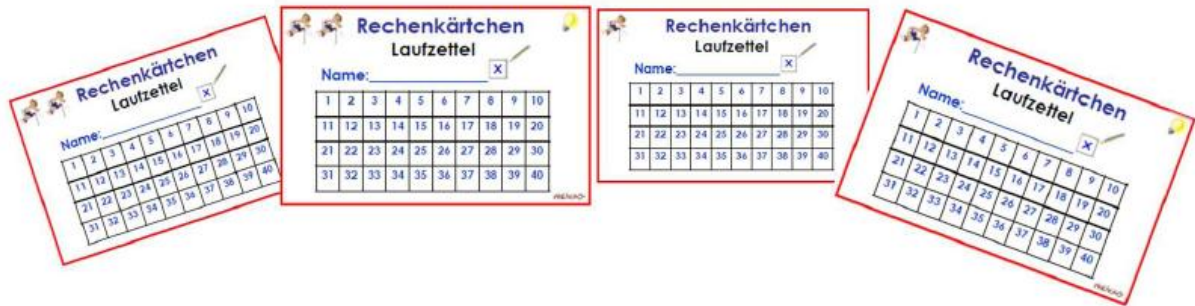 Rechenkärtchen
Laufzettel
Name:
x
1 2 3 4 5 6 7 8 9 10
11 12 13 14 15 16 17 18 19 20
21 22 23 24 25 26 27 28 29 30
31 32 33 34 35 36 37 38 39 40
Rechenkärtchen
Laufzettel
Name:
x
1 2 3 4 5 6 7 8 9 10
11 12 13 14 15 16 17 18 19 20
21 22 23 24 25 26 27 28 29 30
31 32 33 34 35 36 37 38 39 40
Rechenkärtchen
Laufzettel
Name:
x
1 2 3 4 5 6 7 8 9 10
11 12 13 14 15 16 17 18 19 20
21 22 23 24 25 26 27 28 29 30
31 32 33 34 35 36 37 38 39 40
Rechenkärtchen
Laufzettel
Name:
x
1 2 3 4 5 6 7 8 9 10
11 12 13 14 15 16 17 18 19 20
21 22 23 24 25 26 27 28 29 30
31 32 33 34 35 36 37 38 39 40